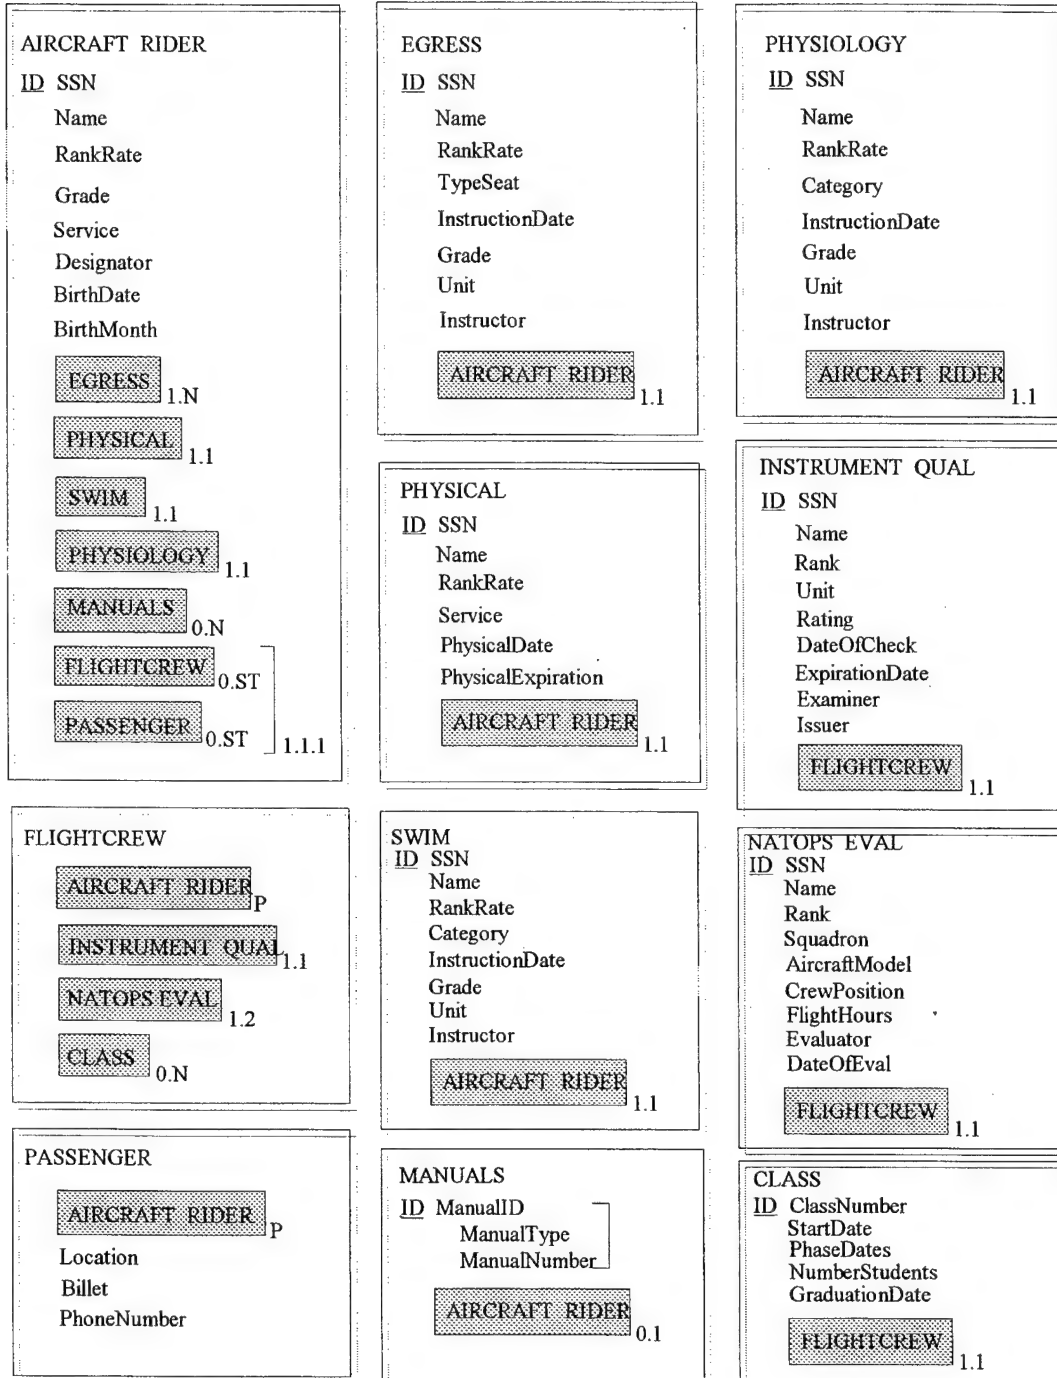 AIRCRAFT RIDER
ID SSN
Name
RankRate
Grade
Service
Designator
BirthDate
BirthMonth
EGRESS 1.N
PHYSICAL 1.1
SWIM 1.1
PHYSIOLOGY 1.1
MANUALS 0.N
FLIGHTCREW 0.ST
PASSENGER 0.ST
1.1.1
FLIGHTCREW
AIRCRAFT RIDER P
INSTRUMENT QUAL 1.1
NATOPS EVAL 1.2
CLASS 0.N
PASSENGER
AIRCRAFT RIDER P
Location
Billet
PhoneNumber
EGRESS
ID SSN
Name
RankRate
TypeSeat
InstructionDate
Grade
Unit
Instructor
AIRCRAFT RIDER 1.1
PHYSICAL
ID SSN
Name
RankRate
Service
PhysicalDate
PhysicalExpiration
AIRCRAFT RIDER 1.1
SWIM
ID SSN
Name
RankRate
Category
InstructionDate
Grade
Unit
Instructor
AIRCRAFT RIDER 1.1
MANUALS
ID ManualID
ManualType
ManualNumber
AIRCRAFT RIDER 0.1
PHYSIOLOGY
ID SSN
Name
RankRate
Category
InstructionDate
Grade
Unit
Instructor
AIRCRAFT RIDER 1.1
INSTRUMENT QUAL
ID SSN
Name
Rank
Unit
Rating
DateOfCheck
ExpirationDate
Examiner
Issuer
FLIGHTCREW 1.1
NATOPS EVAL
ID SSN
Name
Rank
Squadron
AircraftModel
CrewPosition
FlightHours
Evaluator
DateOfEval
FLIGHTCREW 1.1
CLASS
ID ClassNumber
StartDate
PhaseDates
NumberStudents
GraduationDate
FLIGHTCREW 1.1